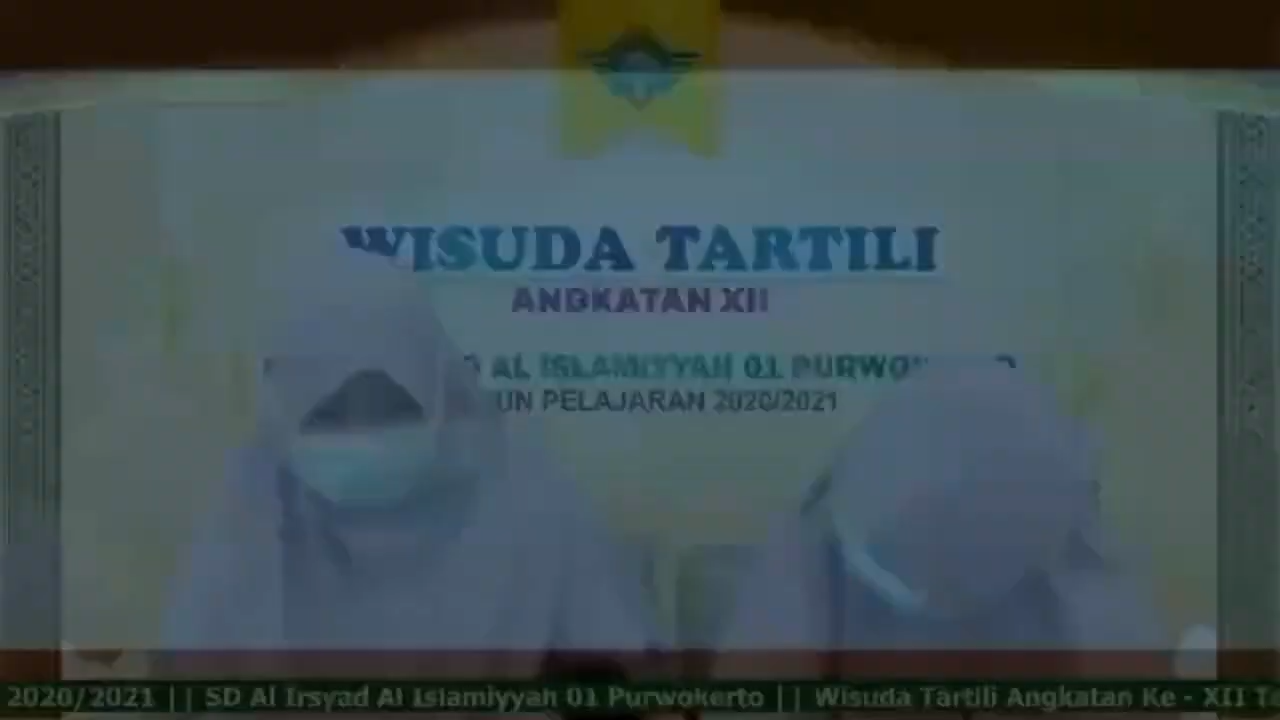 WISUDA TARTILI
ANGKATAN XII
AL ISLAMIYYAH 01
PELAJARAN 2020/2021
2020/2021 || SD Al Irsyad Al Islamiyyah 01 Purwokerto || Wisuda Tartili Angkatan Ke - XII